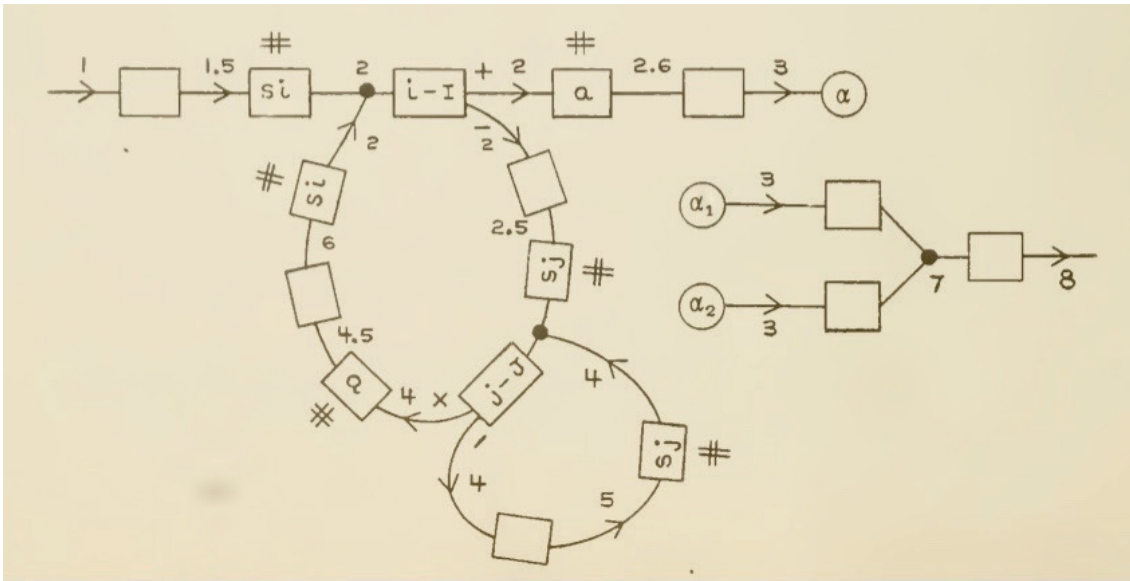 # #
1 1.5 si 2 i-I + 2 a 2.6 3 α
− 2
# si 2
α₁ 3
2.5
6 sj #
7 8
α₂ 3
4.5
a 4 × j-J 4
#
′ 4 sj #
5